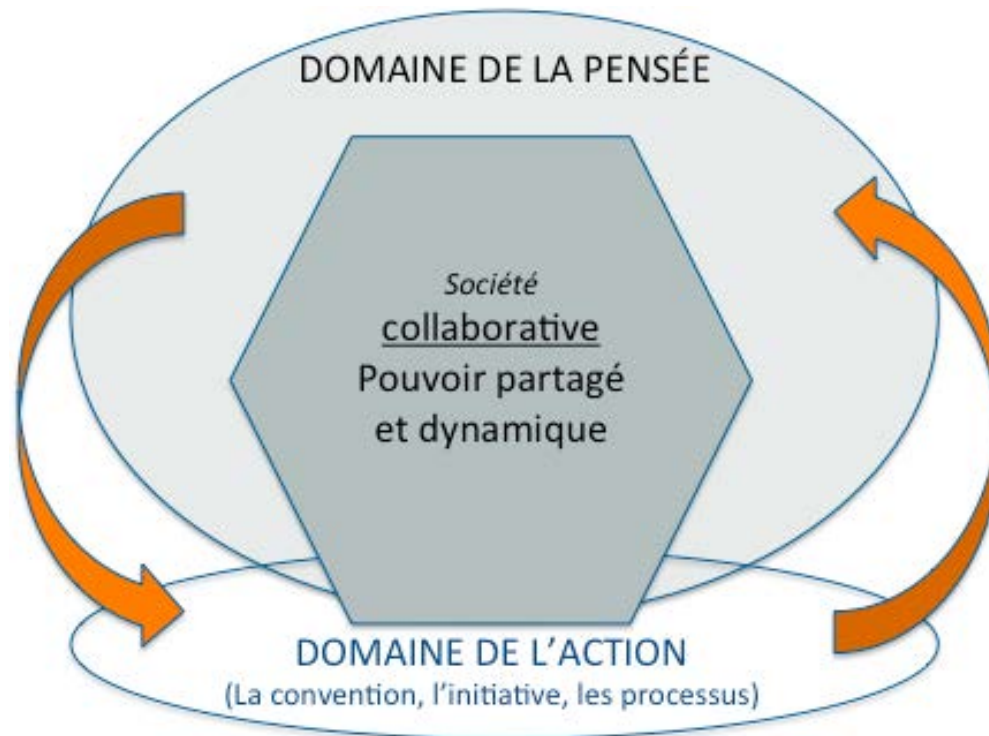 DOMAINE DE LA PENSÉE
Société
collaborative
Pouvoir partagé
et dynamique
DOMAINE DE L'ACTION
(La convention, l'initiative, les processus)